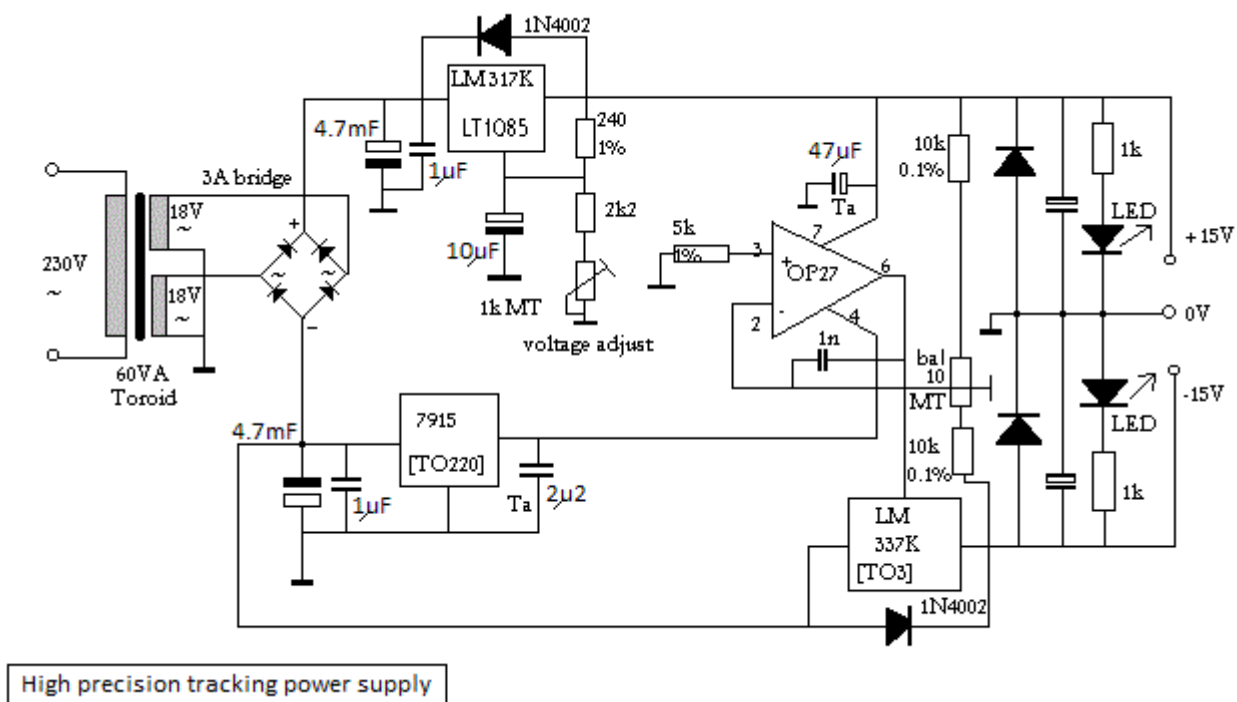 1N4002
LM317K
LT1085
4.7mF
1µF
240
1%
10k
0.1%
1k
47µF
Ta
3A bridge
2k2
LED
18V
~
+
5k
1%
7
3
+
OP27
6
+15V
230V
~
~
~
10µF
18V
~
−
1k MT
2
-
4
0V
voltage adjust
1n
bal
10
MT
60VA
Toroid
-15V
LED
4.7mF
7915
[TO220]
10k
0.1%
1µF
Ta
2µ2
1k
LM
337K
[TO3]
1N4002
High precision tracking power supply